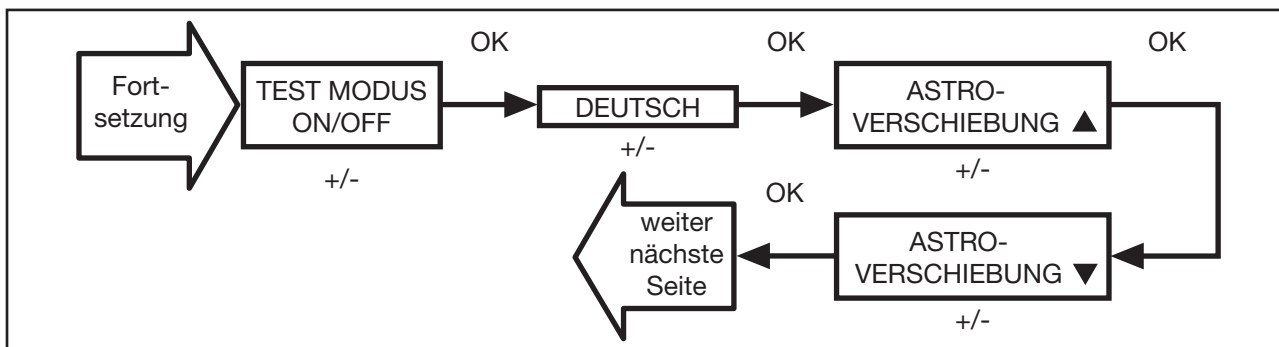 Fort-
setzung
TEST MODUS
ON/OFF
+/-
OK
DEUTSCH
+/-
OK
ASTRO-
VERSCHIEBUNG ▲
+/-
OK
ASTRO-
VERSCHIEBUNG ▼
+/-
OK
weiter
nächste
Seite